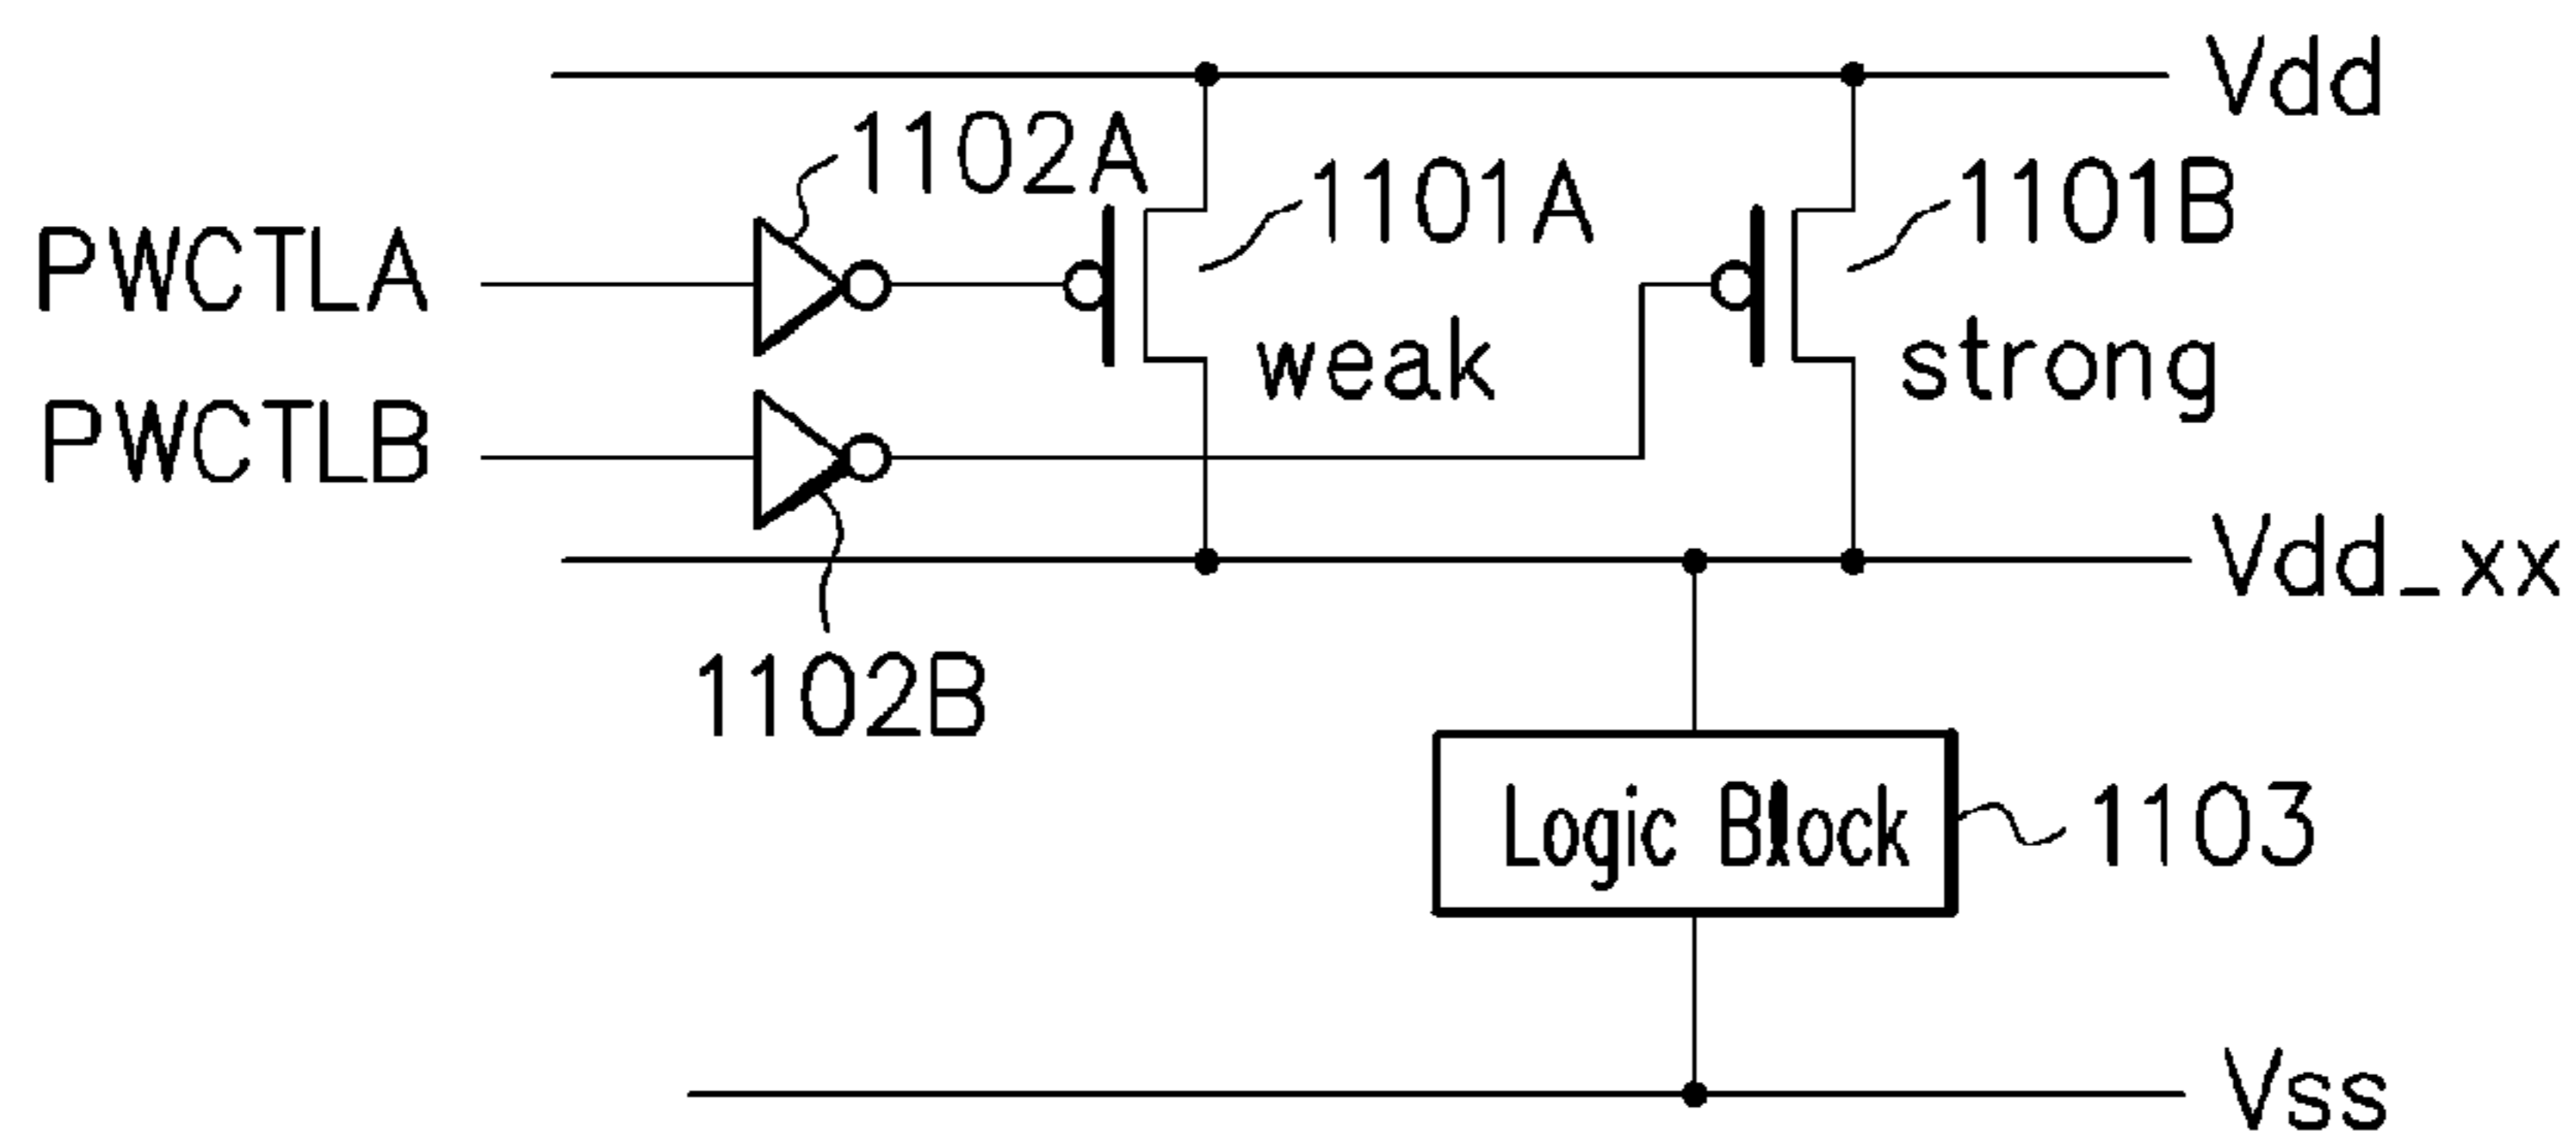 Vdd
1102A
1101A
1101B
PWCTLA
weak
strong
PWCTLB
Vdd_xx
1102B
Logic Block
1103
Vss